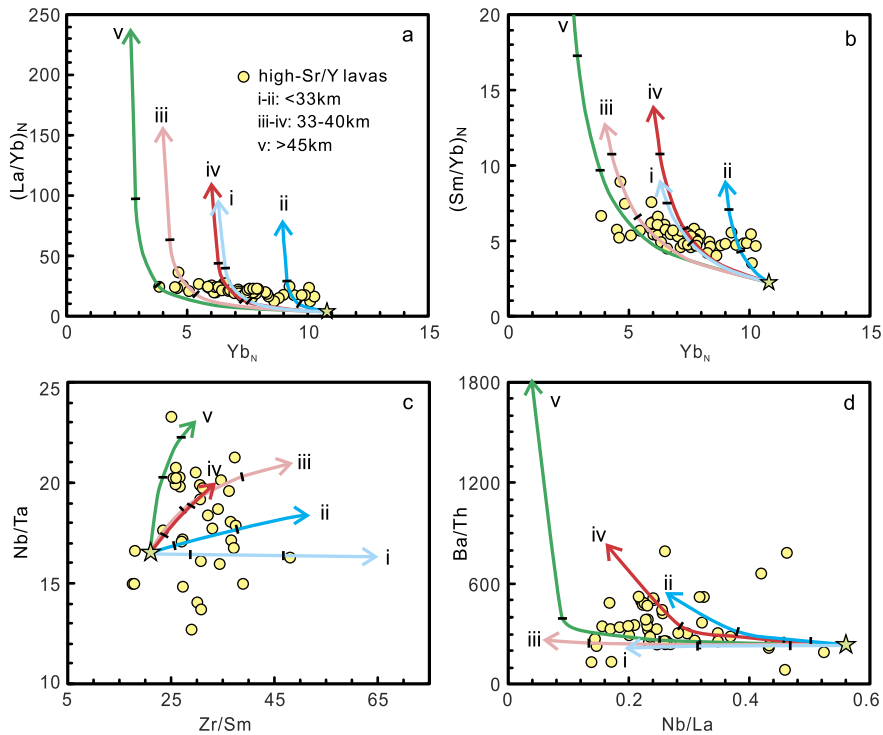 250
200
150
100
50
0
0
5
10
15
(La/Yb)N
YbN
a
v
iii
iv
i
ii
high-Sr/Y lavas
i-ii: <33km
iii-iv: 33-40km
v: >45km
20
15
10
5
0
0
5
10
15
(Sm/Yb)N
YbN
b
v
iii
iv
i
ii
25
20
15
10
5
25
45
65
Nb/Ta
Zr/Sm
c
v
iv
iii
ii
i
1800
1200
600
0
0
0.2
0.4
0.6
Ba/Th
Nb/La
d
v
iv
ii
iii
i